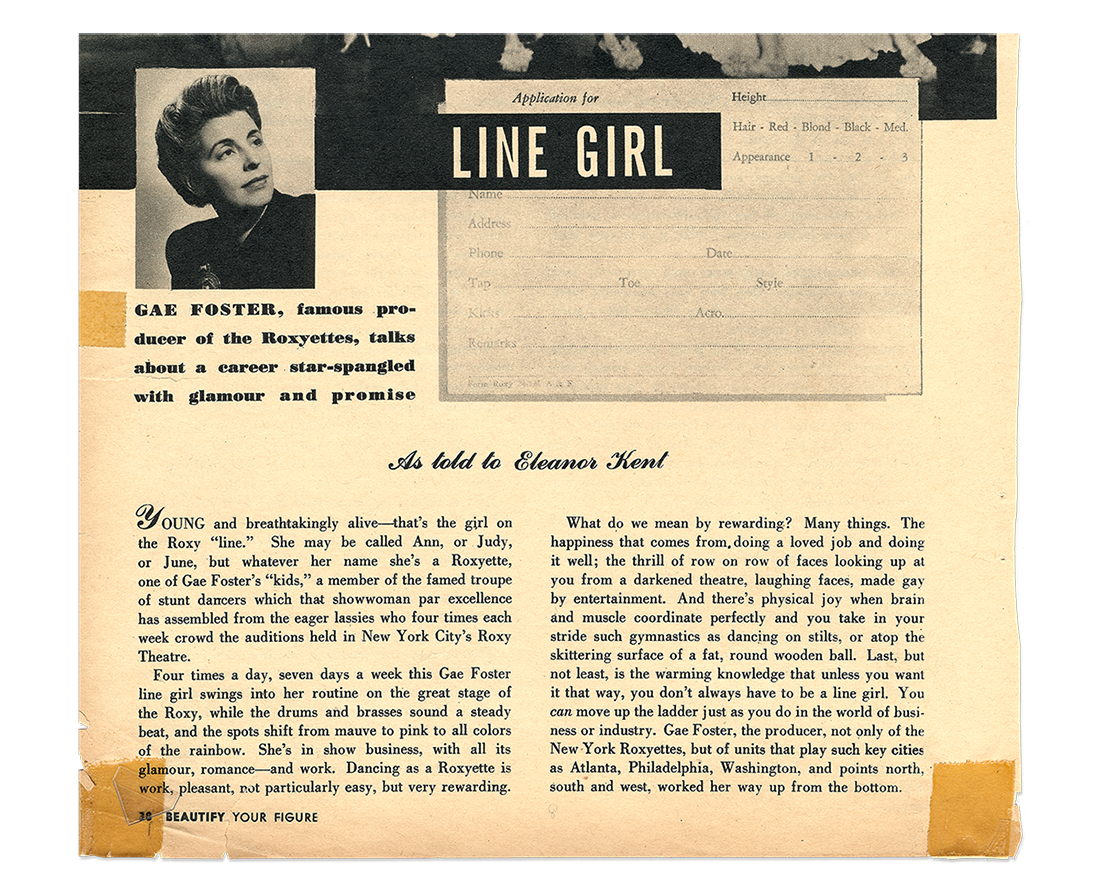 Application for
LINE GIRL
Height
Hair - Red - Blond - Black - Med.
Appearance 1 - 2 - 3
Name
Address
Phone Date
Tap Toe Style
Kicks Acro.
Remarks
Form Roxy
GAE FOSTER, famous pro-
ducer of the Roxyettes, talks
about a career star-spangled
with glamour and promise
As told to Eleanor Kent
YOUNG and breathtakingly alive—that's the girl on
the Roxy "line." She may be called Ann, or Judy,
or June, but whatever her name she's a Roxyette,
one of Gae Foster's "kids," a member of the famed troupe
of stunt dancers which that showwoman par excellence
has assembled from the eager lassies who four times each
week crowd the auditions held in New York City's Roxy
Theatre.
Four times a day, seven days a week this Gae Foster
line girl swings into her routine on the great stage of
the Roxy, while the drums and brasses sound a steady
beat, and the spots shift from mauve to pink to all colors
of the rainbow. She's in show business, with all its
glamour, romance—and work. Dancing as a Roxyette is
work, pleasant, not particularly easy, but very rewarding.
What do we mean by rewarding? Many things. The
happiness that comes from doing a loved job and doing
it well; the thrill of row on row of faces looking up at
you from a darkened theatre, laughing faces, made gay
by entertainment. And there's physical joy when brain
and muscle coordinate perfectly and you take in your
stride such gymnastics as dancing on stilts, or atop the
skittering surface of a fat, round wooden ball. Last, but
not least, is the warming knowledge that unless you want
it that way, you don't always have to be a line girl. You
can move up the ladder just as you do in the world of busi-
ness or industry. Gae Foster, the producer, not only of the
New York Roxyettes, but of units that play such key cities
as Atlanta, Philadelphia, Washington, and points north,
south and west, worked her way up from the bottom.
BEAUTIFY YOUR FIGURE